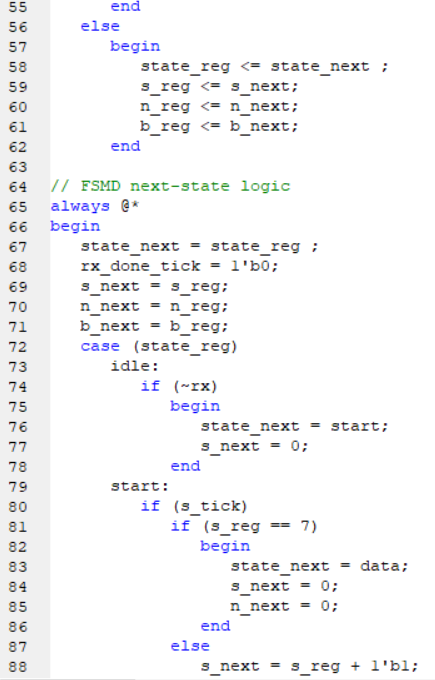 55 end
56 else
57 begin
58 state_reg <= state_next ;
59 s_reg <= s_next;
60 n_reg <= n_next;
61 b_reg <= b_next;
62 end
63
64 // FSMD next-state logic
65 always @*
66 begin
67 state_next = state_reg ;
68 rx_done_tick = 1'b0;
69 s_next = s_reg;
70 n_next = n_reg;
71 b_next = b_reg;
72 case (state_reg)
73 idle:
74 if (~rx)
75 begin
76 state_next = start;
77 s_next = 0;
78 end
79 start:
80 if (s_tick)
81 if (s_reg == 7)
82 begin
83 state_next = data;
84 s_next = 0;
85 n_next = 0;
86 end
87 else
88 s_next = s_reg + 1'b1;